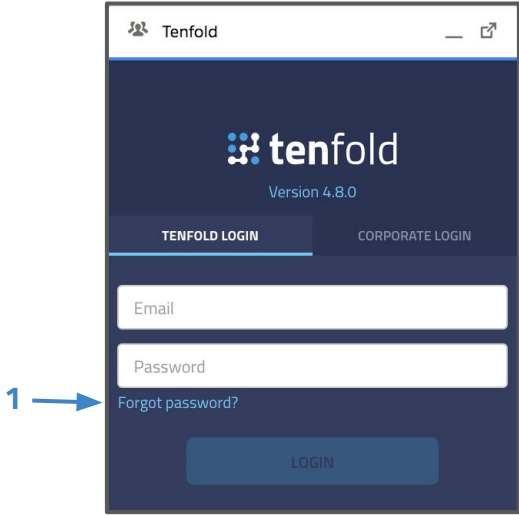 Tenfold
tenfold
Version 4.8.0
TENFOLD LOGIN CORPORATE LOGIN
Email
Password
1
Forgot password?
LOGIN